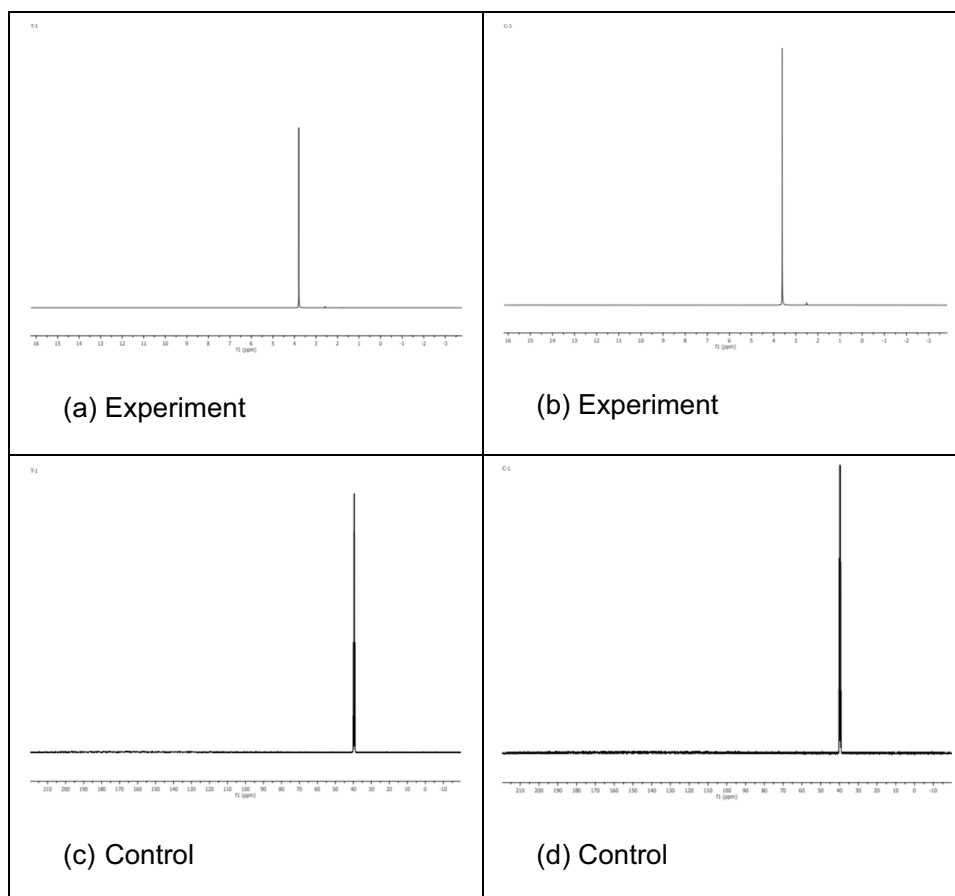 T-1
C-1
16 15 14 13 12 11 10 9 8 7 6 5 4 3 2 1 0 -1 -2 -3
f1 (ppm)
16 15 14 13 12 11 10 9 8 7 6 5 4 3 2 1 0 -1 -2 -3
f1 (ppm)
(a) Experiment
(b) Experiment
T-1
C-1
210 200 190 180 170 160 150 140 130 120 110 100 90 80 70 60 50 40 30 20 10 0 -10
f1 (ppm)
210 200 190 180 170 160 150 140 130 120 110 100 90 80 70 60 50 40 30 20 10 0 -10
f1 (ppm)
(c) Control
(d) Control